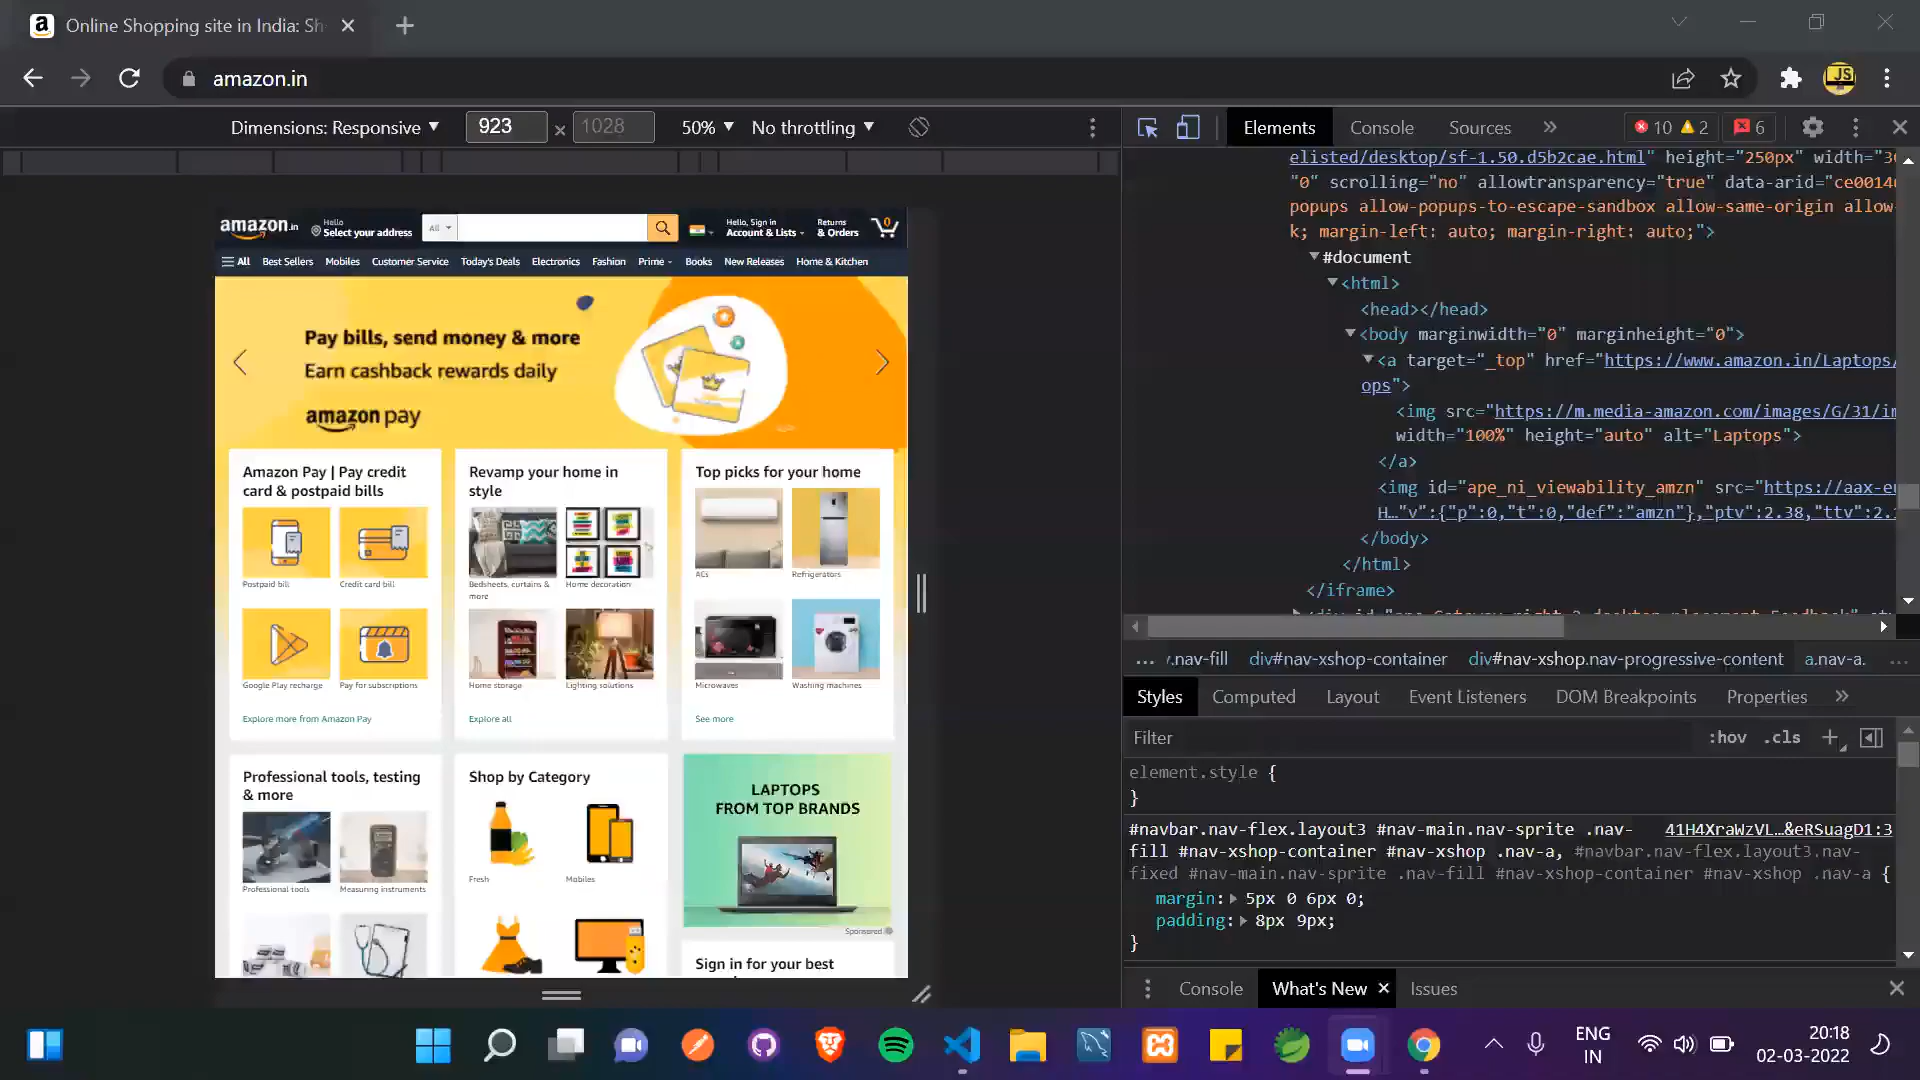 Online Shopping site in India: Sh
amazon.in
Dimensions: Responsive
923
x
1028
50%
No throttling
Elements
Console
Sources
10
2
6
amazon.in
Hello
Select your address
All
Hello, Sign in
Account & Lists
Returns
& Orders
0
All
Best Sellers
Mobiles
Customer Service
Today's Deals
Electronics
Fashion
Prime
Books
New Releases
Home & Kitchen
Pay bills, send money & more
Earn cashback rewards daily
amazon pay
Amazon Pay | Pay credit
card & postpaid bills
Postpaid bill
Credit card bill
Google Play recharge
Pay for subscriptions
Explore more from Amazon Pay
Revamp your home in
style
Bedsheets, curtains &
more
Home decoration
Home storage
Lighting solutions
Explore all
Top picks for your home
ACs
Refrigerators
Microwaves
Washing machines
See more
Professional tools, testing
& more
Professional tools
Measuring instruments
Shop by Category
Fresh
Mobiles
LAPTOPS
FROM TOP BRANDS
Sponsored
Sign in for your best
elisted/desktop/sf-1.50.d5b2cae.html" height="250px" width="30
"0" scrolling="no" allowtransparency="true" data-arid="ce0014
popups allow-popups-to-escape-sandbox allow-same-origin allow-
k; margin-left: auto; margin-right: auto;">
#document
<html>
<head></head>
<body marginwidth="0" marginheight="0">
<a target="_top" href="https://www.amazon.in/Laptops/
ops">
<img src="https://m.media-amazon.com/images/G/31/i
width="100%" height="auto" alt="Laptops">
</a>
<img id="ape_ni_viewability_amzn" src="https://aax-eu
H…"v":{"p":0,"t":0,"def":"amzn"},"ptv":2.38,"ttv":2.
</body>
</html>
</iframe>
… .nav-fill div#nav-xshop-container div#nav-xshop.nav-progressive-content a.nav-a. …
Styles
Computed
Layout
Event Listeners
DOM Breakpoints
Properties
Filter
:hov
.cls
element.style {
}
#navbar.nav-flex.layout3 #nav-main.nav-sprite .nav-
41H4XraWzVL…&eRSuagD1:3
fill #nav-xshop-container #nav-xshop .nav-a, #navbar.nav-flex.layout3.nav-
fixed #nav-main.nav-sprite .nav-fill #nav-xshop-container #nav-xshop .nav-a {
margin: 5px 0 6px 0;
padding: 8px 9px;
}
Console
What's New
Issues
ENG
IN
20:18
02-03-2022